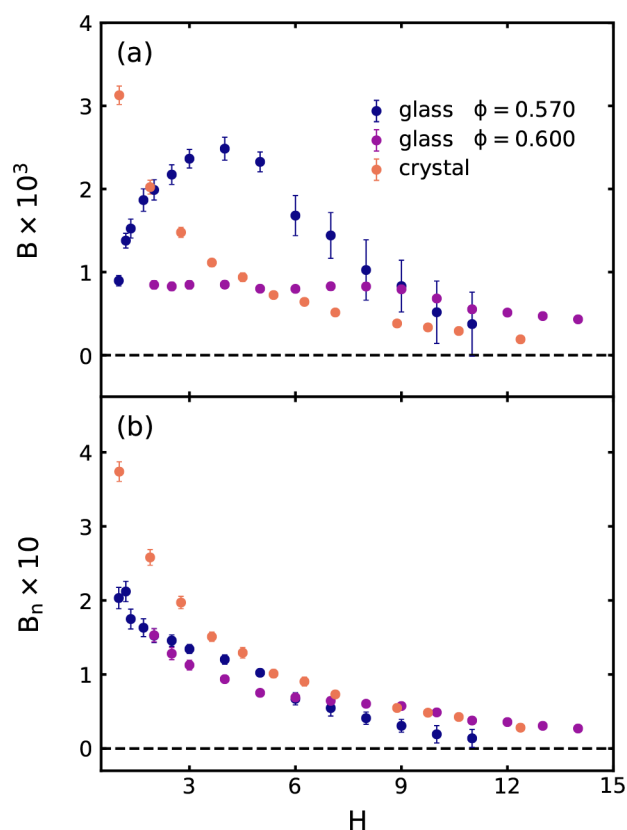 4
(a)
3
glass ϕ = 0.570
glass ϕ = 0.600
crystal
2
B × 10³
1
0
(b)
4
3
2
Bₙ × 10
1
0
3 6 9 12 15
H